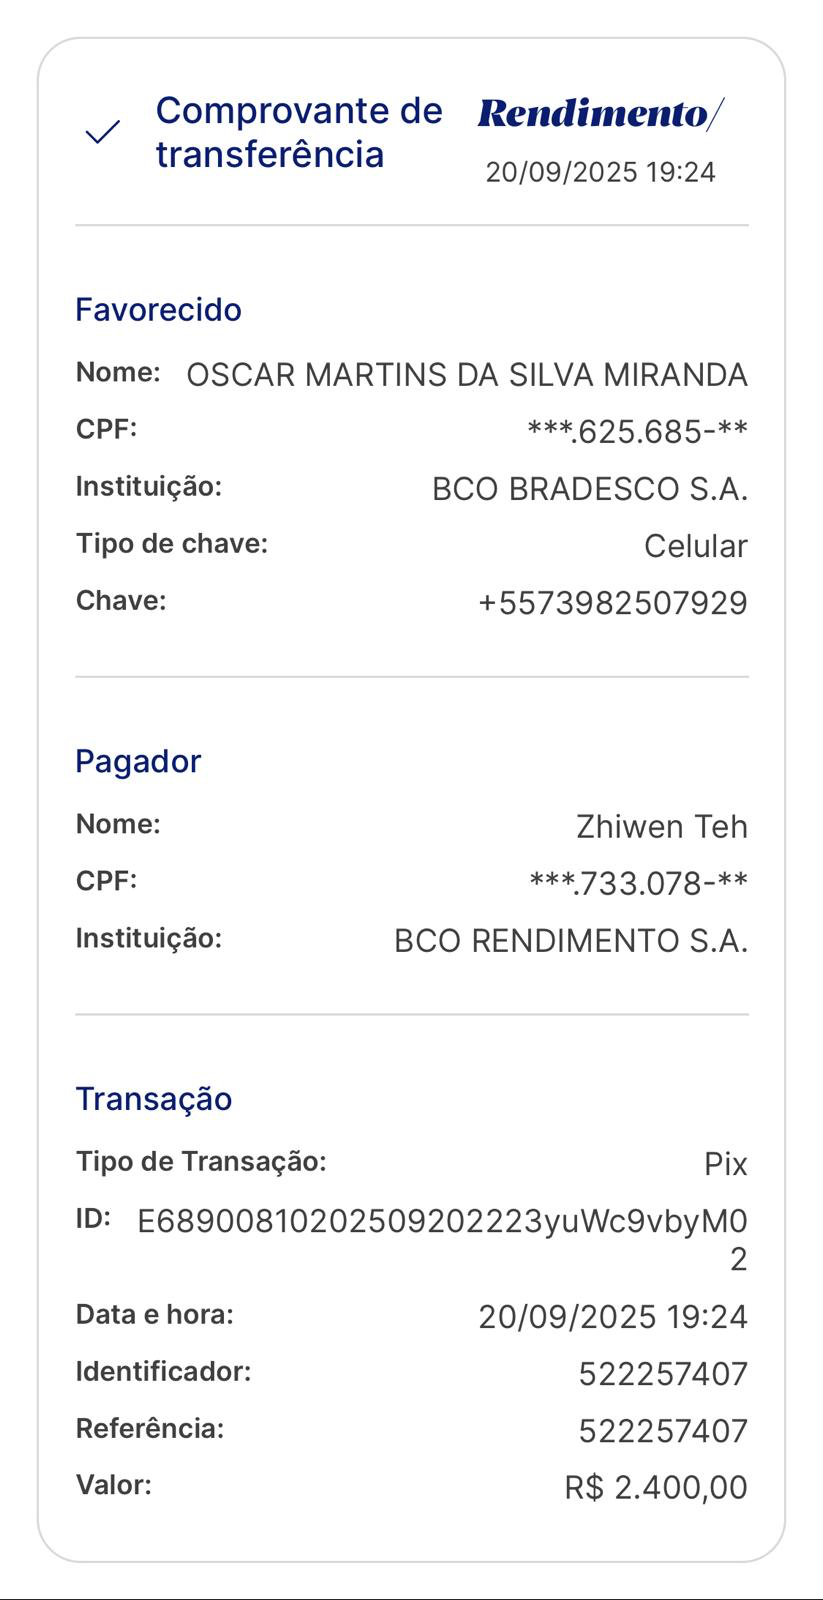 Comprovante de
transferência
Rendimento/
20/09/2025 19:24
Favorecido
Nome: OSCAR MARTINS DA SILVA MIRANDA
CPF: ***.625.685-**
Instituição: BCO BRADESCO S.A.
Tipo de chave: Celular
Chave: +5573982507929
Pagador
Nome: Zhiwen Teh
CPF: ***.733.078-**
Instituição: BCO RENDIMENTO S.A.
Transação
Tipo de Transação: Pix
ID: E68900810202509202223yuWc9vbyM0
2
Data e hora: 20/09/2025 19:24
Identificador: 522257407
Referência: 522257407
Valor: R$ 2.400,00